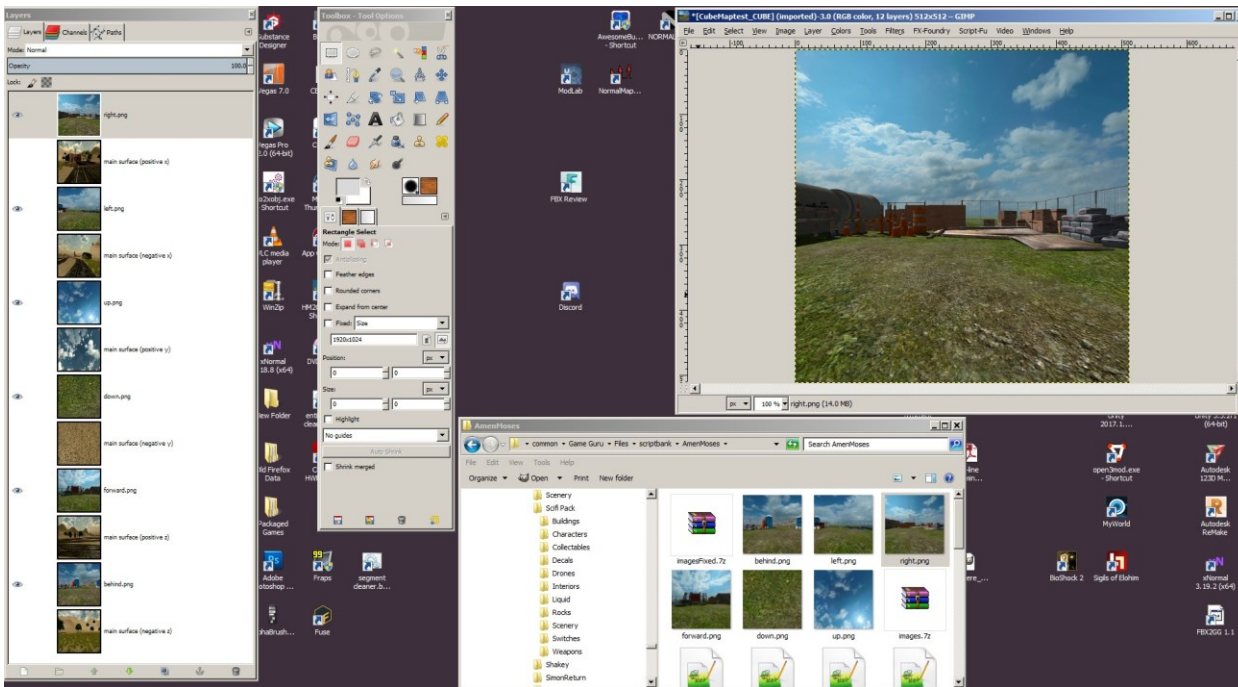 Layers
Layers
Channels
Paths
Mode: Normal
Opacity
100.0
Lock:
right.png
main surface (positive x)
left.png
main surface (negative x)
up.png
main surface (positive y)
down.png
main surface (negative y)
forward.png
main surface (positive z)
behind.png
main surface (negative z)
Toolbox - Tool Options
Rectangle Select
Mode:
Antialiasing
Feather edges
Rounded corners
Expand from center
Fixed: Size
1920x1024
Position:
px
0
0
Size:
px
0
0
Highlight
No guides
Auto Shrink
Shrink merged
Substance
Designer
Vegas 7.0
Vegas Pro
(64-bit)
Shortcut
VLC media
player
WinZip
xNormal
(x64)
New Folder
Old Firefox
Data
Packaged
Games
Adobe
Fraps
segment
cleaner.b...
Fuse
AwesomeBu...
- Shortcut
ModLab
NormalMap...
FBX Review
Discord
*[CubeMaptest_CUBE] (imported)-3.0 (RGB color, 12 layers) 512x512 – GIMP
File Edit Select View Image Layer Colors Tools Filters FX-Foundry Script-Fu Video Windows Help
px
100 %
right.png (14.0 MB)
AmenMoses
common
Game Guru
Files
scriptbank
AmenMoses
Search AmenMoses
File Edit View Tools Help
Organize
Open
Print
New folder
Scenery
Scifi Pack
Buildings
Characters
Collectables
Decals
Drones
Interiors
Liquid
Rocks
Scenery
Switches
Weapons
Shakey
SimonReturn
imagesFixed.7z
behind.png
left.png
right.png
forward.png
down.png
up.png
images.7z
2017.1....
(64-bit)
open3mod.exe
- Shortcut
Autodesk
123D M...
MyWorld
Autodesk
ReMake
BioShock 2
Sigils of Elohim
xNormal
3.19.2 (x64)
FBX2GG 1.1